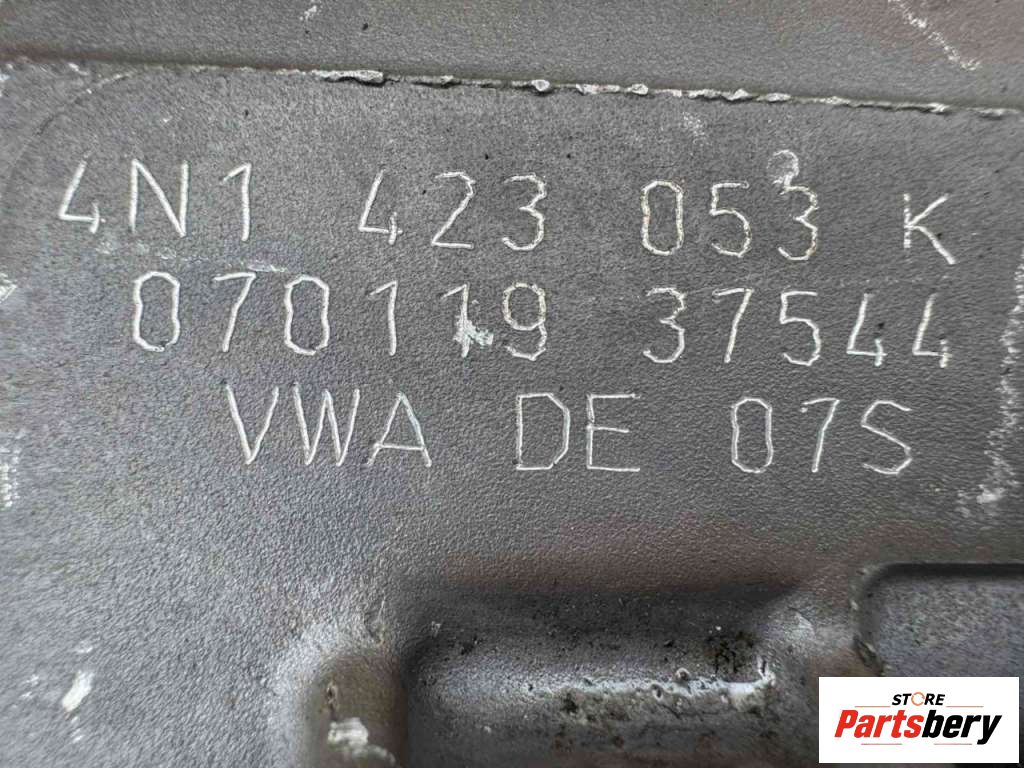 4N1 423 053 K
070119 37544
VWA DE 07S
STORE
Partsbery